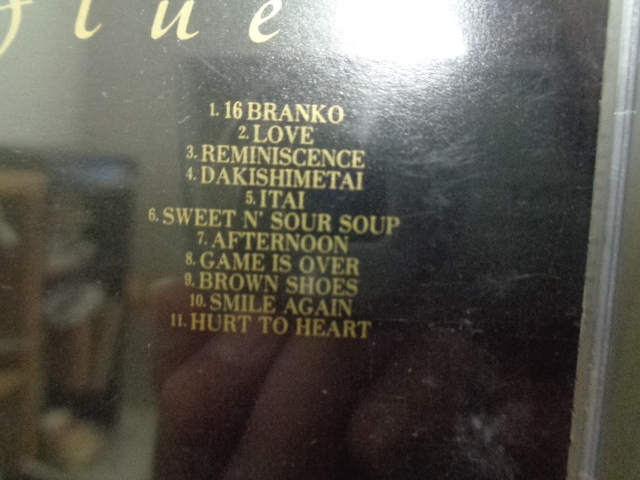 flue
1. 16 BRANKO
2. LOVE
3. REMINISCENCE
4. DAKISHIMETAI
5. ITAI
6. SWEET N' SOUR SOUP
7. AFTERNOON
8. GAME IS OVER
9. BROWN SHOES
10. SMILE AGAIN
11. HURT TO HEART